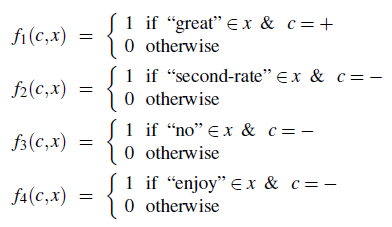 f1(c,x) = { 1 if “great” ∈ x & c = +
0 otherwise
f2(c,x) = { 1 if “second-rate” ∈ x & c = −
0 otherwise
f3(c,x) = { 1 if “no” ∈ x & c = −
0 otherwise
f4(c,x) = { 1 if “enjoy” ∈ x & c = −
0 otherwise